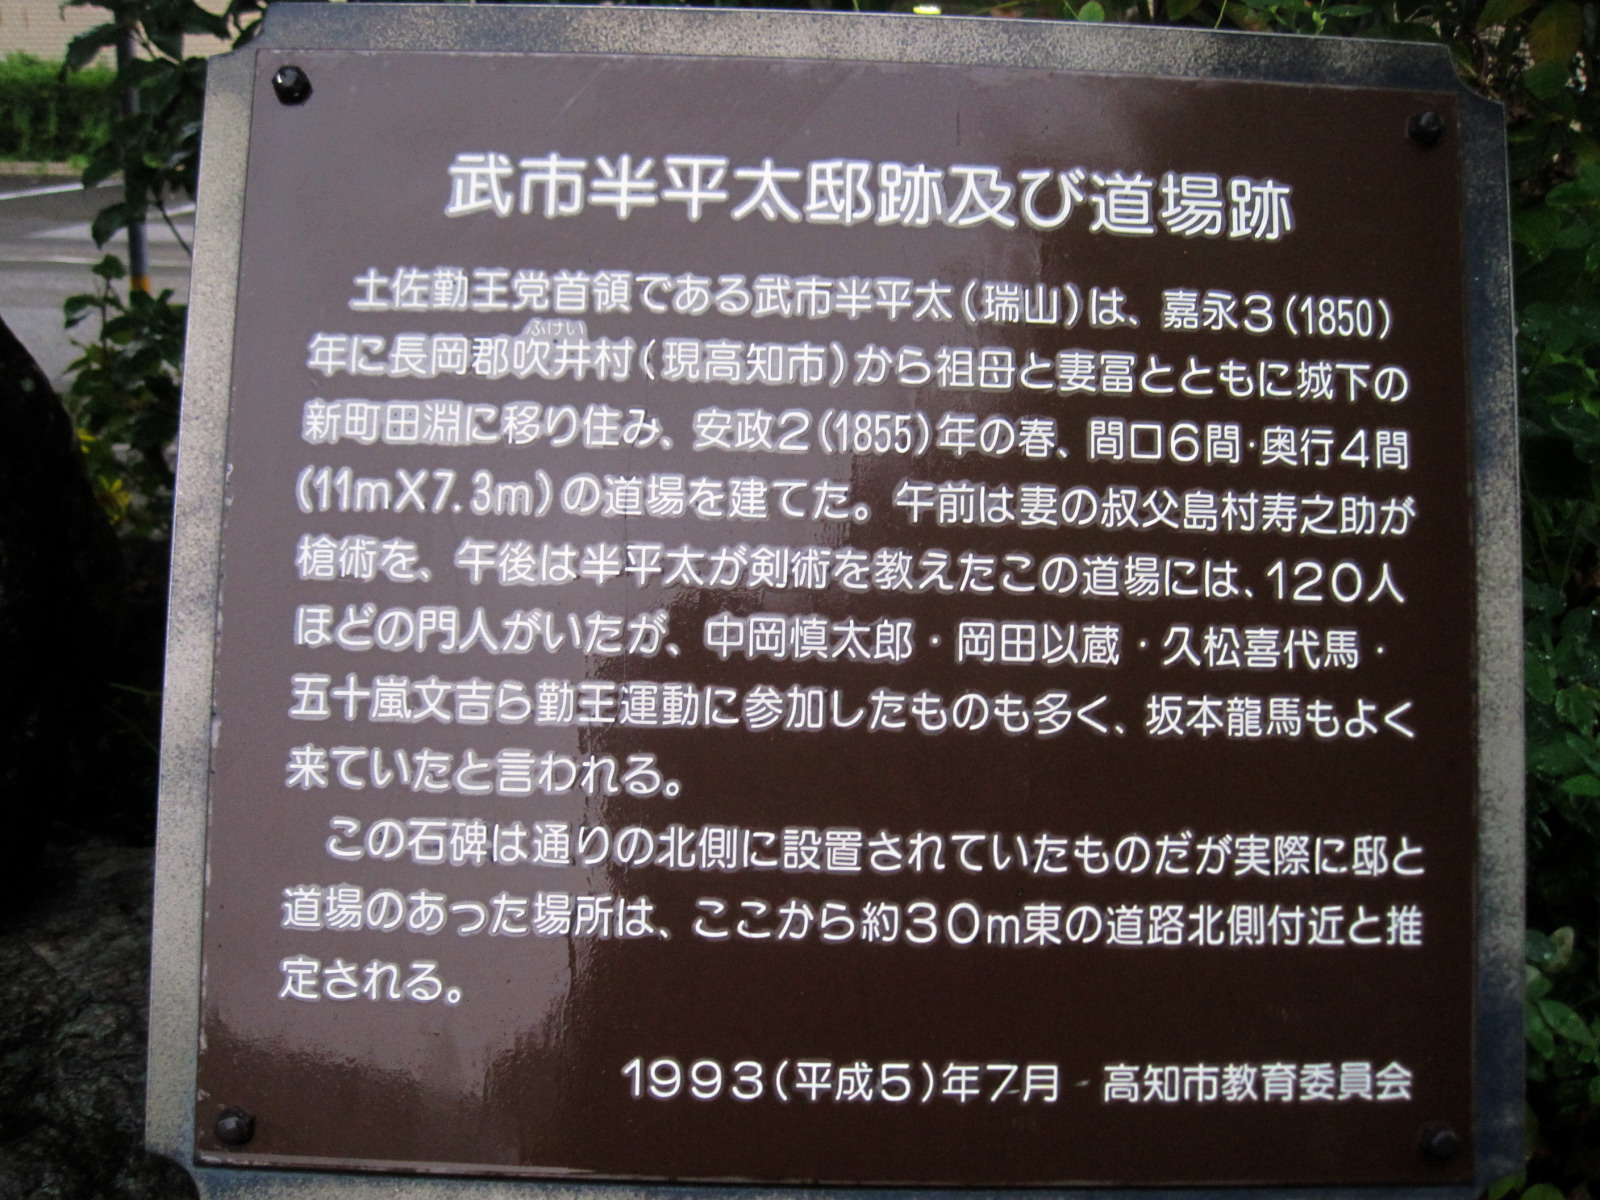 武市半平太邸跡及び道場跡
土佐勤王党首領である武市半平太(瑞山)は、嘉永3(1850)
ふけい
年に長岡郡吹井村(現高知市)から祖母と妻冨とともに城下の
新町田淵に移り住み、安政2(1855)年の春、間口6間・奥行4間
(11mX7.3m)の道場を建てた。午前は妻の叔父島村寿之助が
槍術を、午後は半平太が剣術を教えたこの道場には、120人
ほどの門人がいたが、中岡慎太郎・岡田以蔵・久松喜代馬・
五十嵐文吉ら勤王運動に参加したものも多く、坂本龍馬もよく
来ていたと言われる。
この石碑は通りの北側に設置されていたものだが実際に邸と
道場のあった場所は、ここから約30m東の道路北側付近と推
定される。
1993(平成5)年7月 高知市教育委員会